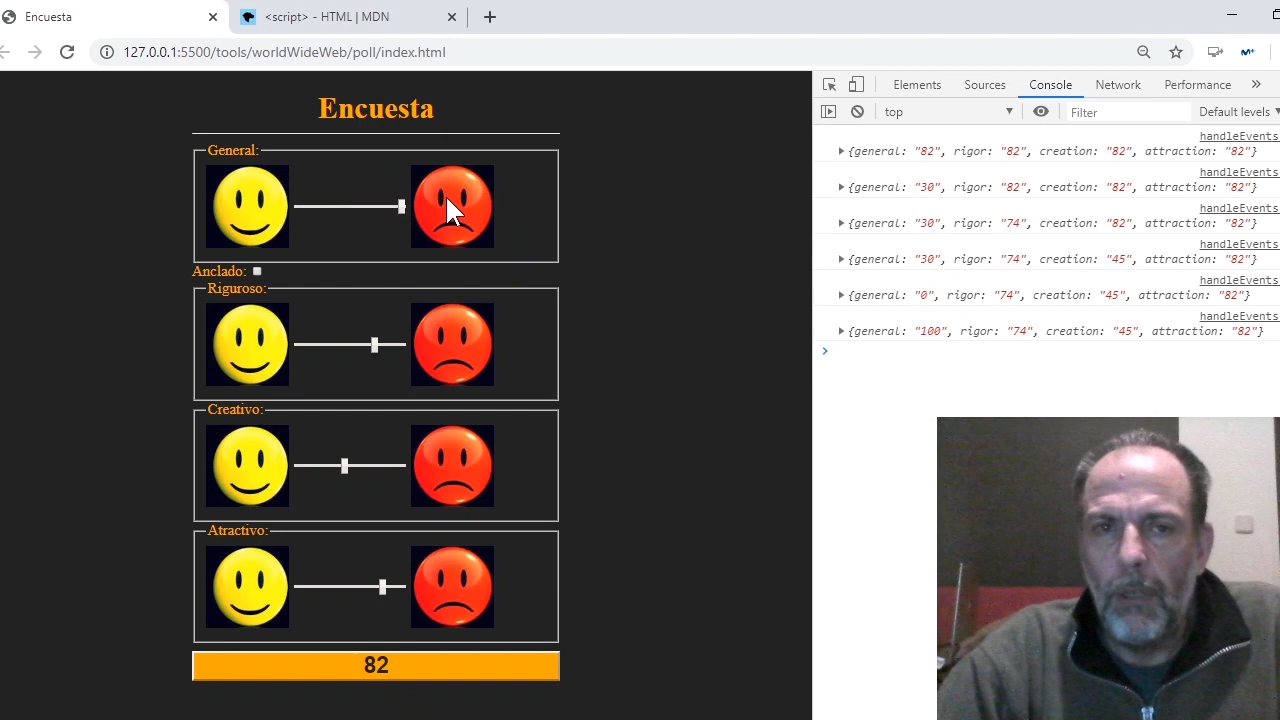 Encuesta
<script> - HTML | MDN
127.0.0.1:5500/tools/worldWideWeb/poll/index.html
Encuesta
General:
Anclado:
Riguroso:
Creativo:
Atractivo:
82
Elements Sources Console Network Performance
top Filter Default levels
handleEvents
{general: "82", rigor: "82", creation: "82", attraction: "82"}
handleEvents
{general: "30", rigor: "82", creation: "82", attraction: "82"}
handleEvents
{general: "30", rigor: "74", creation: "82", attraction: "82"}
handleEvents
{general: "30", rigor: "74", creation: "45", attraction: "82"}
handleEvents
{general: "0", rigor: "74", creation: "45", attraction: "82"}
handleEvents
{general: "100", rigor: "74", creation: "45", attraction: "82"}